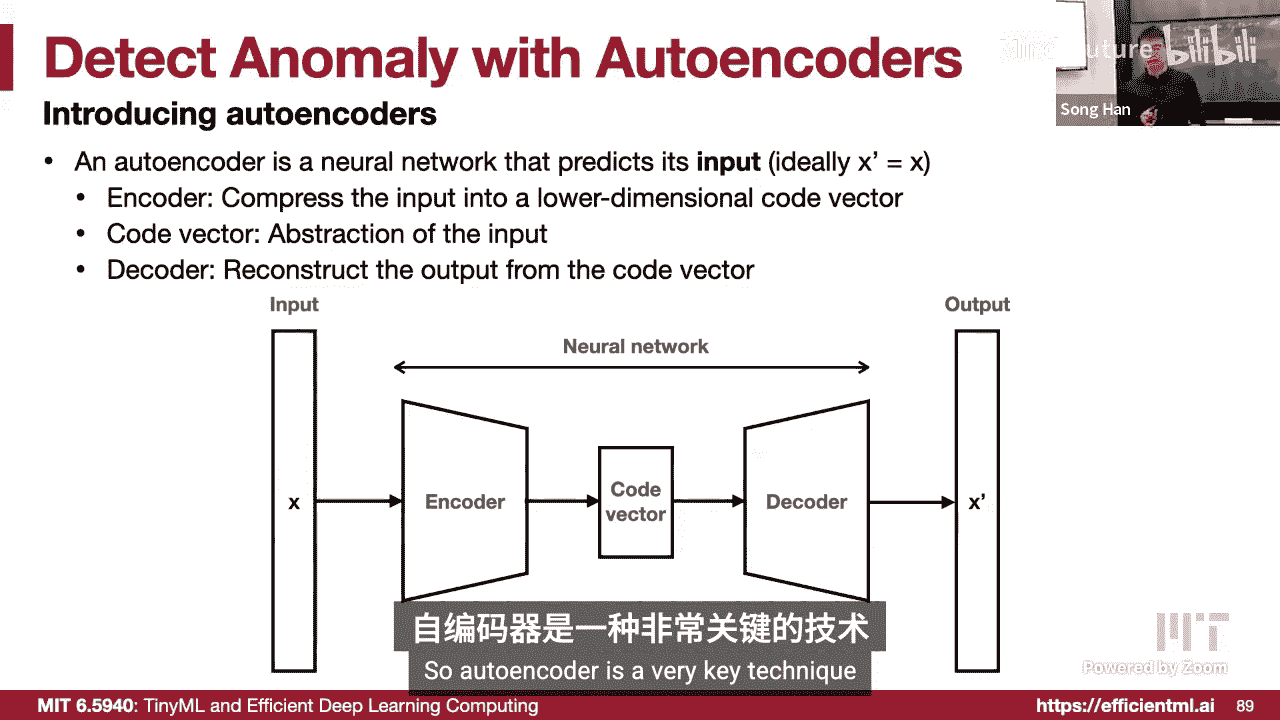 Detect Anomaly with Autoencoders
Introducing autoencoders
• An autoencoder is a neural network that predicts its input (ideally x’ = x)
• Encoder: Compress the input into a lower-dimensional code vector
• Code vector: Abstraction of the input
• Decoder: Reconstruct the output from the code vector
bilibili
Song Han
Input
Output
Neural network
x
Encoder
Code
vector
Decoder
x’
自编码器是一种非常关键的技术
So autoencoder is a very key technique
MIT
Powered by Zoom
MIT 6.5940: TinyML and Efficient Deep Learning Computing
https://efficientml.ai
89